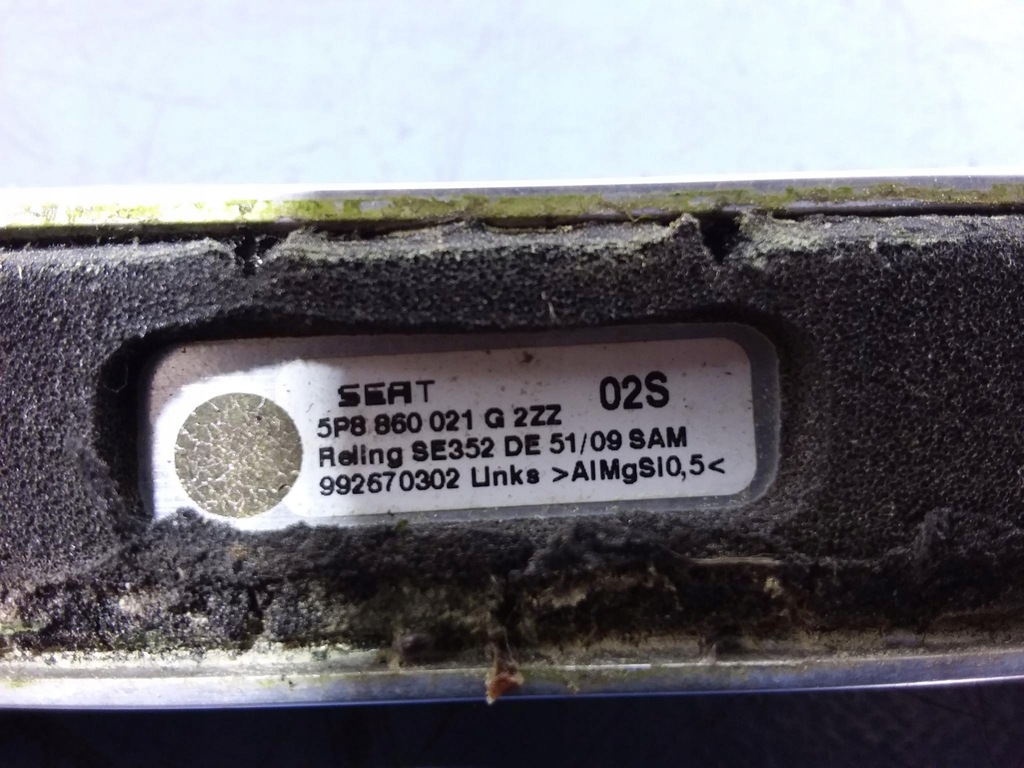 SEAT 02S
5P8 860 021 G 2ZZ
Reling SE352 DE 51/09 SAM
992670302 Links >AlMgSi0,5<